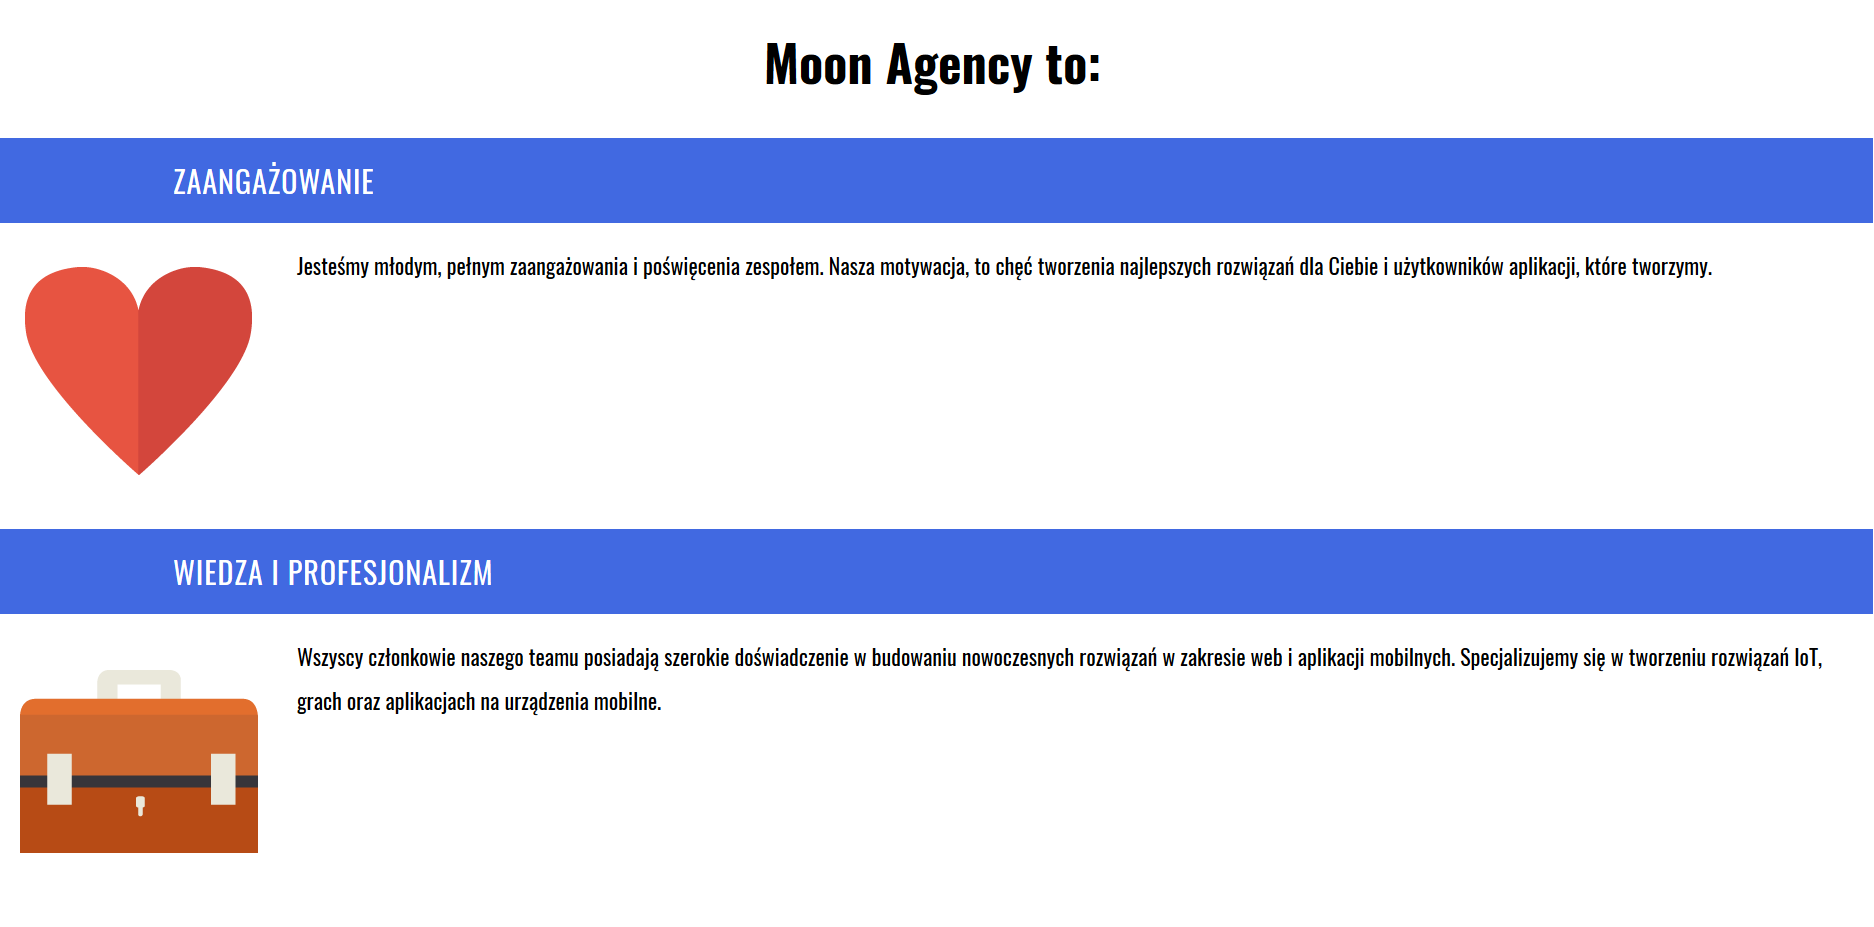 Moon Agency to:
ZAANGAŻOWANIE
Jesteśmy młodym, pełnym zaangażowania i poświęcenia zespołem. Nasza motywacja, to chęć tworzenia najlepszych rozwiązań dla Ciebie i użytkowników aplikacji, które tworzymy.
WIEDZA I PROFESJONALIZM
Wszyscy członkowie naszego teamu posiadają szerokie doświadczenie w budowaniu nowoczesnych rozwiązań w zakresie web i aplikacji mobilnych. Specjalizujemy się w tworzeniu rozwiązań IoT,
grach oraz aplikacjach na urządzenia mobilne.